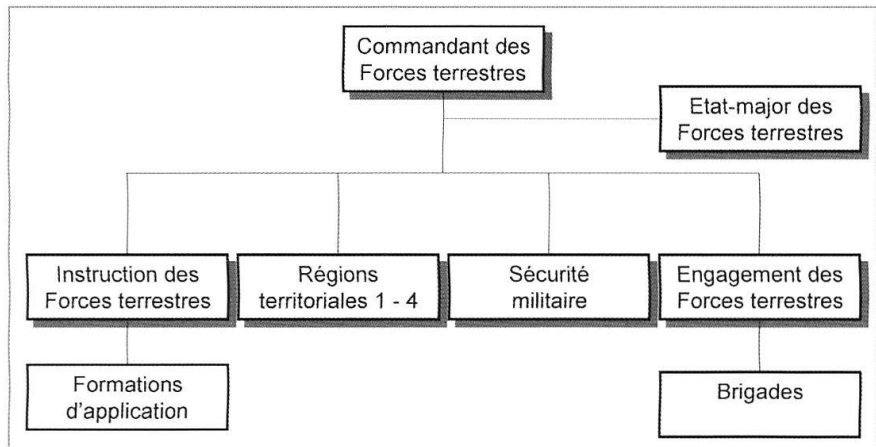 Commandant des
Forces terrestres
Etat-major des
Forces terrestres
Instruction des
Forces terrestres
Régions
territoriales 1 - 4
Sécurité
militaire
Engagement des
Forces terrestres
Formations
d'application
Brigades